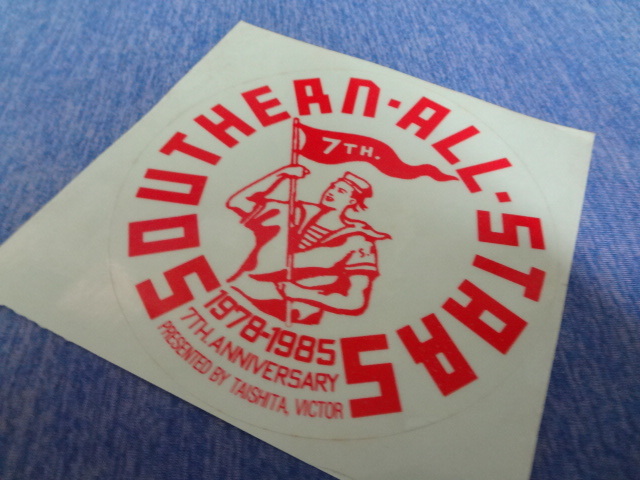 SOUTHERN·ALL·STARS
7TH.
1978-1985
7TH.ANNIVERSARY
PRESENTED BY TAISHITA, VICTOR